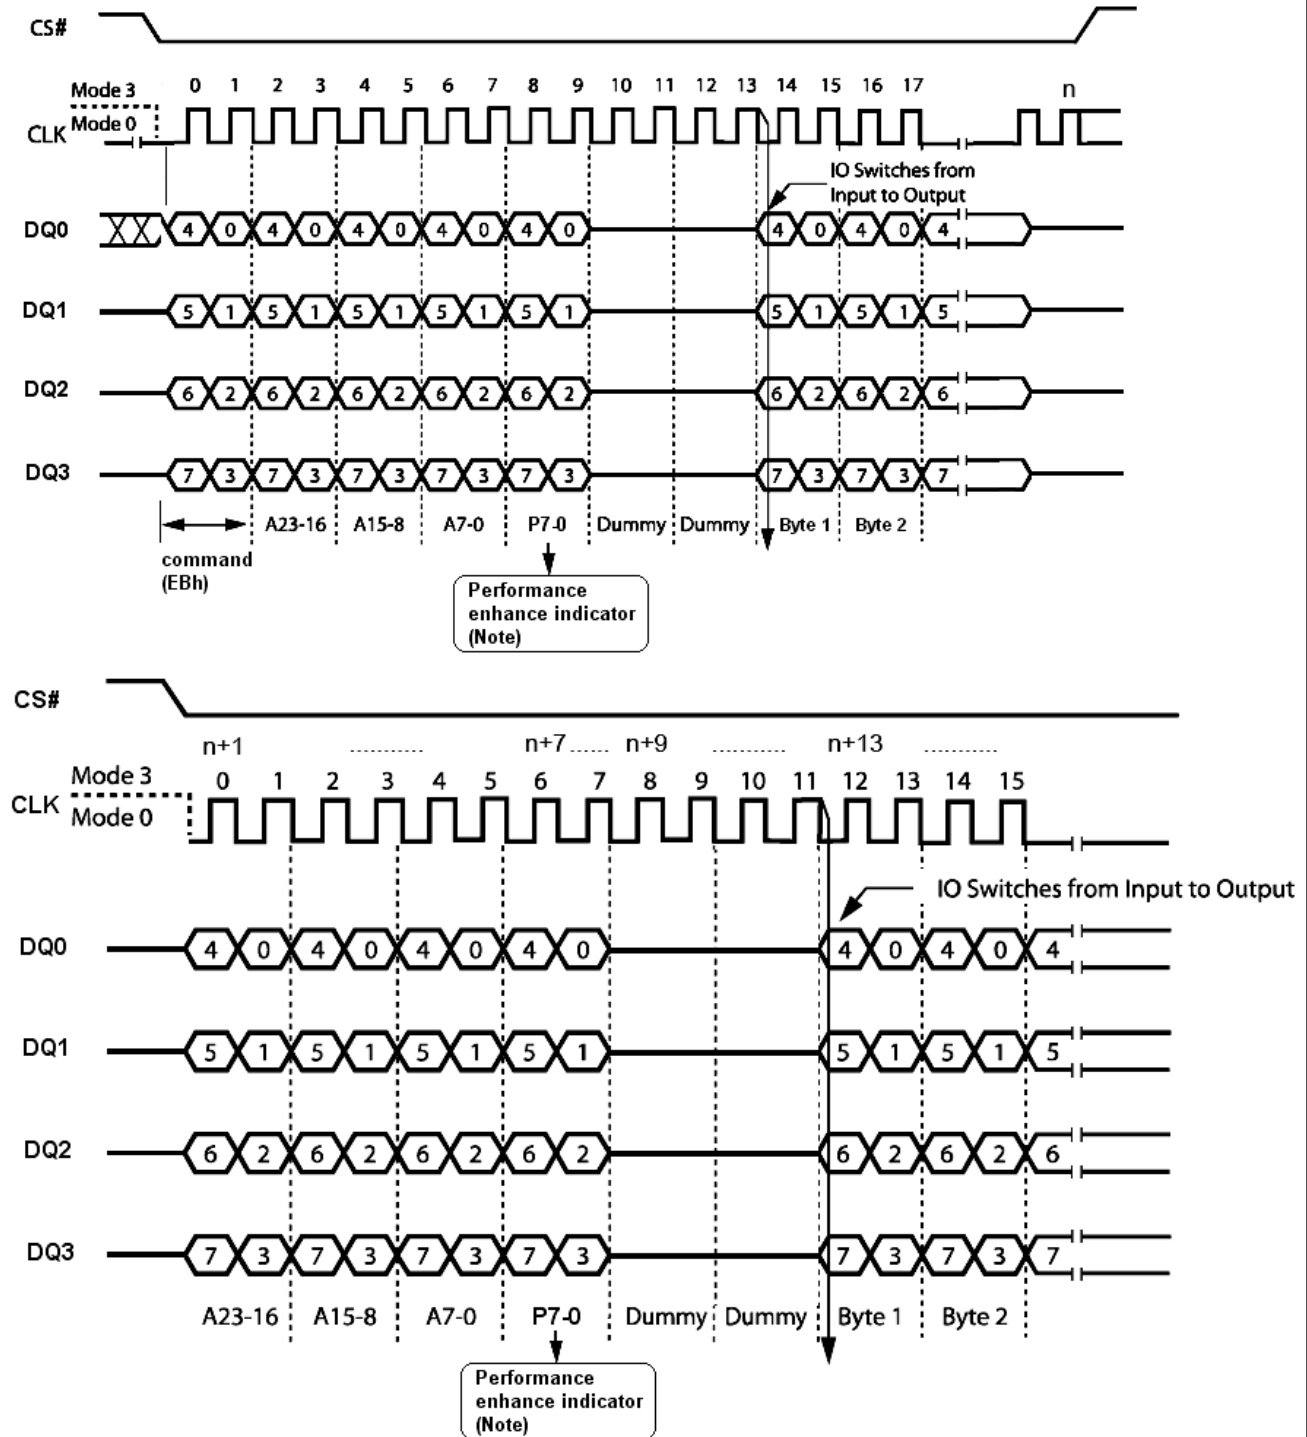 CS#
0 1 2 3 4 5 6 7 8 9 10 11 12 13 14 15 16 17 n
Mode 3
Mode 0
CLK
IO Switches from
Input to Output
DQ0 4 0 4 0 4 0 4 0 4 0 4 0 4 0 4
DQ1 5 1 5 1 5 1 5 1 5 1 5 1 5 1 5
DQ2 6 2 6 2 6 2 6 2 6 2 6 2 6 2 6
DQ3 7 3 7 3 7 3 7 3 7 3 7 3 7 3 7
A23-16 A15-8 A7-0 P7-0 Dummy Dummy Byte 1 Byte 2
command
(EBh)
Performance
enhance indicator
(Note)
CS#
n+1 ........... n+7 ...... n+9 ........... n+13 ...........
0 1 2 3 4 5 6 7 8 9 10 11 12 13 14 15
Mode 3
CLK
Mode 0
IO Switches from Input to Output
DQ0 4 0 4 0 4 0 4 0 4 0 4 0 4
DQ1 5 1 5 1 5 1 5 1 5 1 5 1 5
DQ2 6 2 6 2 6 2 6 2 6 2 6 2 6
DQ3 7 3 7 3 7 3 7 3 7 3 7 3 7
A23-16 A15-8 A7-0 P7-0 Dummy Dummy Byte 1 Byte 2
Performance
enhance indicator
(Note)